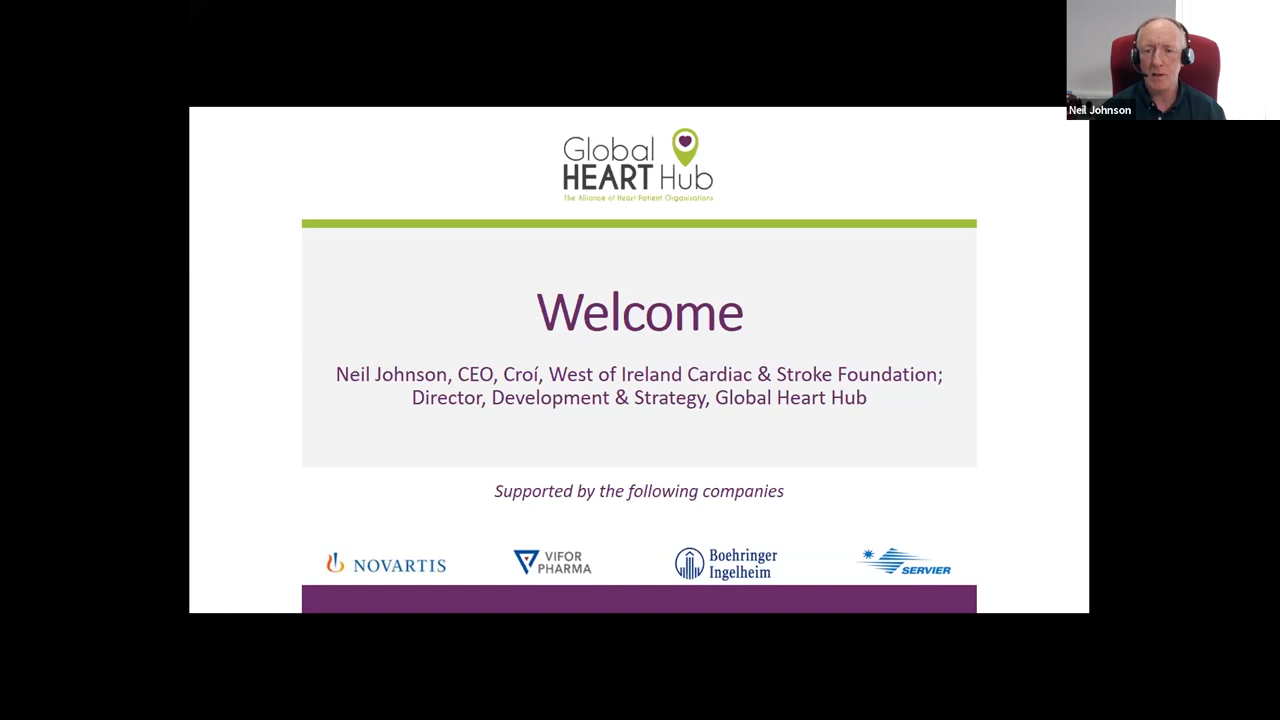 Neil Johnson
Global
HEART Hub
The Alliance of Heart Patient Organisations
Welcome
Neil Johnson, CEO, Croí, West of Ireland Cardiac & Stroke Foundation;
Director, Development & Strategy, Global Heart Hub
Supported by the following companies
NOVARTIS
VIFOR
PHARMA
Boehringer
Ingelheim
SERVIER